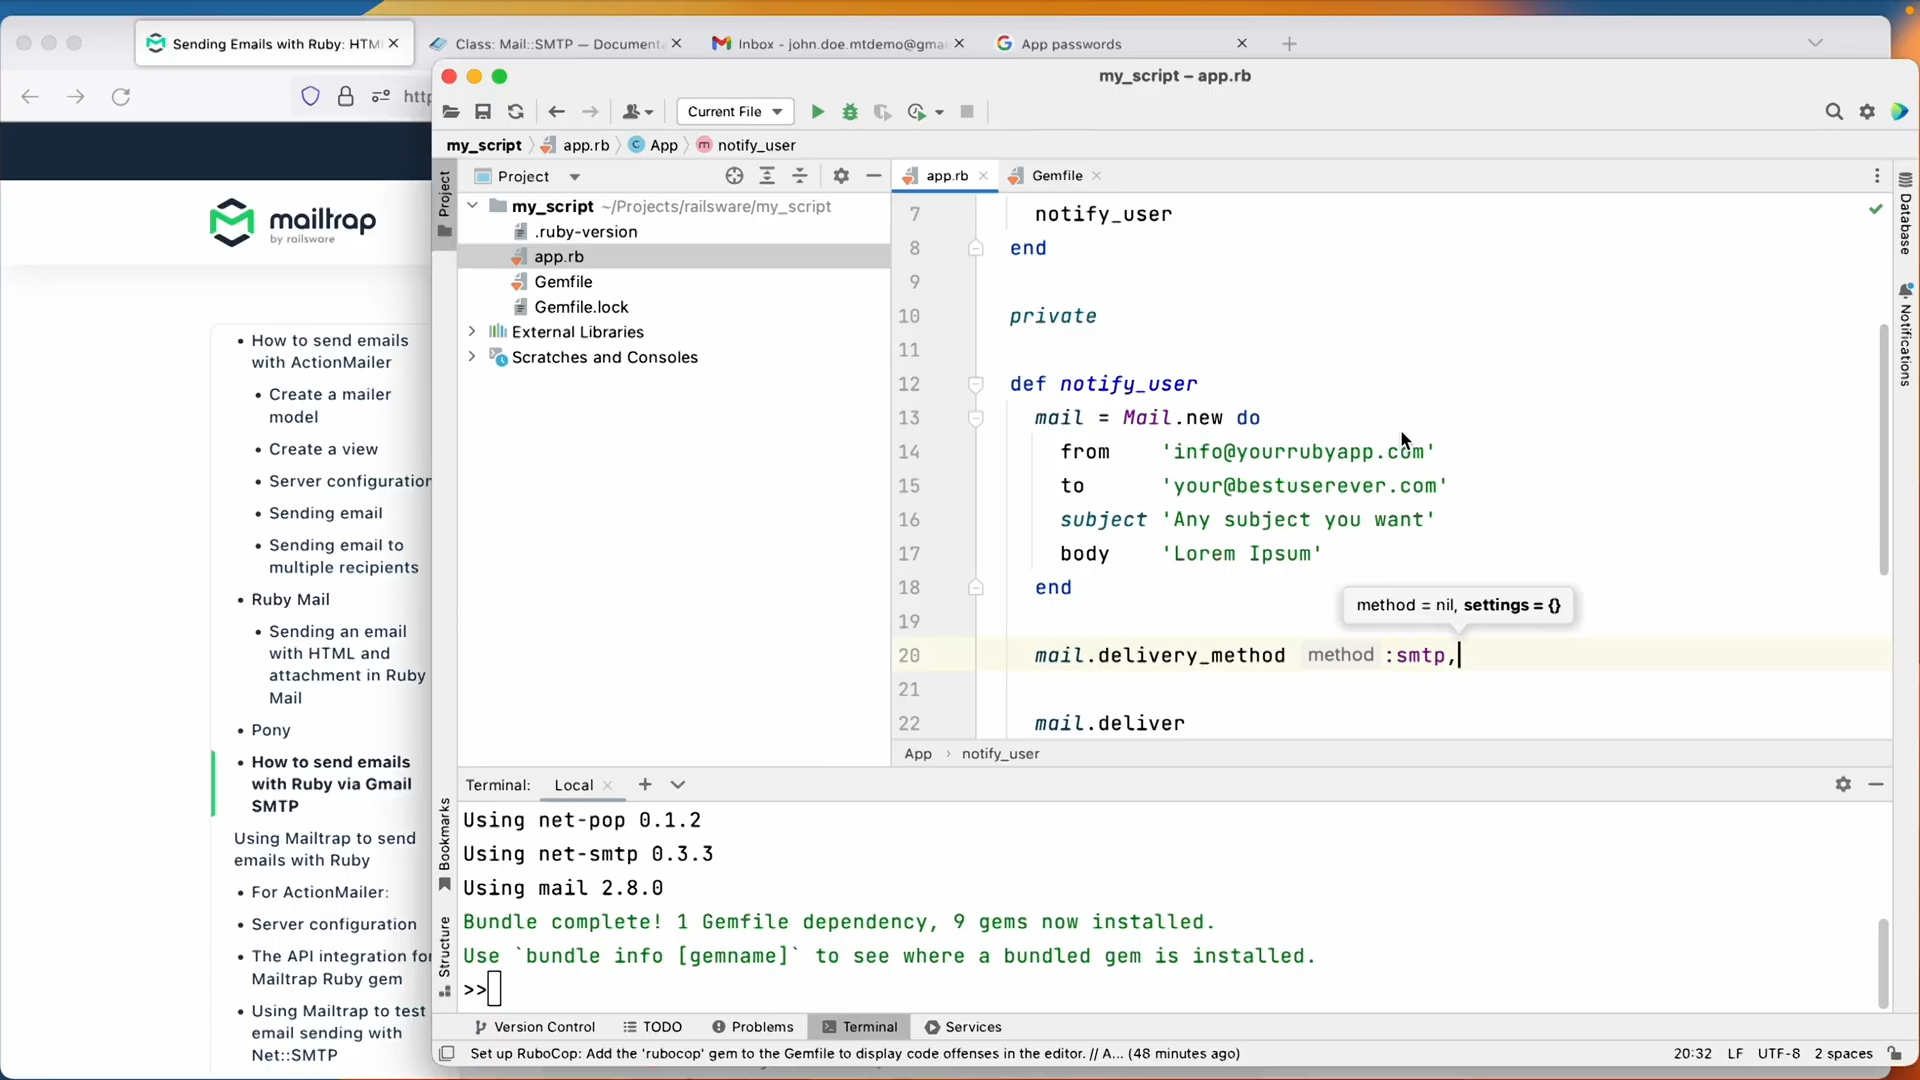 Sending Emails with Ruby: HTM
Class: Mail::SMTP — Documenta
Inbox - john.doe.mtdemo@gma
App passwords
http
mailtrap
by railsware
How to send emails
with ActionMailer
Create a mailer
model
Create a view
Server configuration
Sending email
Sending email to
multiple recipients
Ruby Mail
Sending an email
with HTML and
attachment in Ruby
Mail
Pony
How to send emails
with Ruby via Gmail
SMTP
Using Mailtrap to send
emails with Ruby
For ActionMailer:
Server configuration
The API integration for
Mailtrap Ruby gem
Using Mailtrap to test
email sending with
Net::SMTP
my_script – app.rb
Current File
my_script app.rb App notify_user
Project
Project
my_script ~/Projects/railsware/my_script
.ruby-version
app.rb
Gemfile
Gemfile.lock
External Libraries
Scratches and Consoles
app.rb
Gemfile
7 notify_user
8 end
9
10 private
11
12 def notify_user
13 mail = Mail.new do
14 from 'info@yourrubyapp.com'
15 to 'your@bestuserever.com'
16 subject 'Any subject you want'
17 body 'Lorem Ipsum'
18 end
method = nil, settings = {}
19
20 mail.delivery_method method :smtp,
21
22 mail.deliver
App › notify_user
Database
Notifications
Bookmarks
Structure
Terminal: Local
Using net-pop 0.1.2
Using net-smtp 0.3.3
Using mail 2.8.0
Bundle complete! 1 Gemfile dependency, 9 gems now installed.
Use `bundle info [gemname]` to see where a bundled gem is installed.
>>
Version Control TODO Problems Terminal Services
Set up RuboCop: Add the 'rubocop' gem to the Gemfile to display code offenses in the editor. // A... (48 minutes ago)
20:32 LF UTF-8 2 spaces